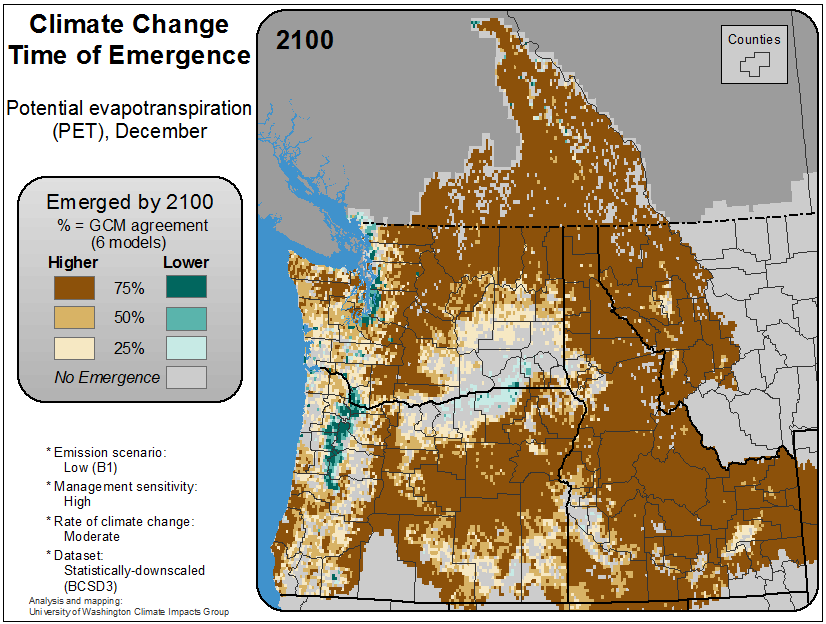 Climate Change
Time of Emergence
Potential evapotranspiration
(PET), December
Emerged by 2100
% = GCM agreement
(6 models)
Higher Lower
75%
50%
25%
No Emergence
* Emission scenario:
Low (B1)
* Management sensitivity:
High
* Rate of climate change:
Moderate
* Dataset:
Statistically-downscaled
(BCSD3)
Analysis and mapping:
University of Washington Climate Impacts Group
2100
Counties